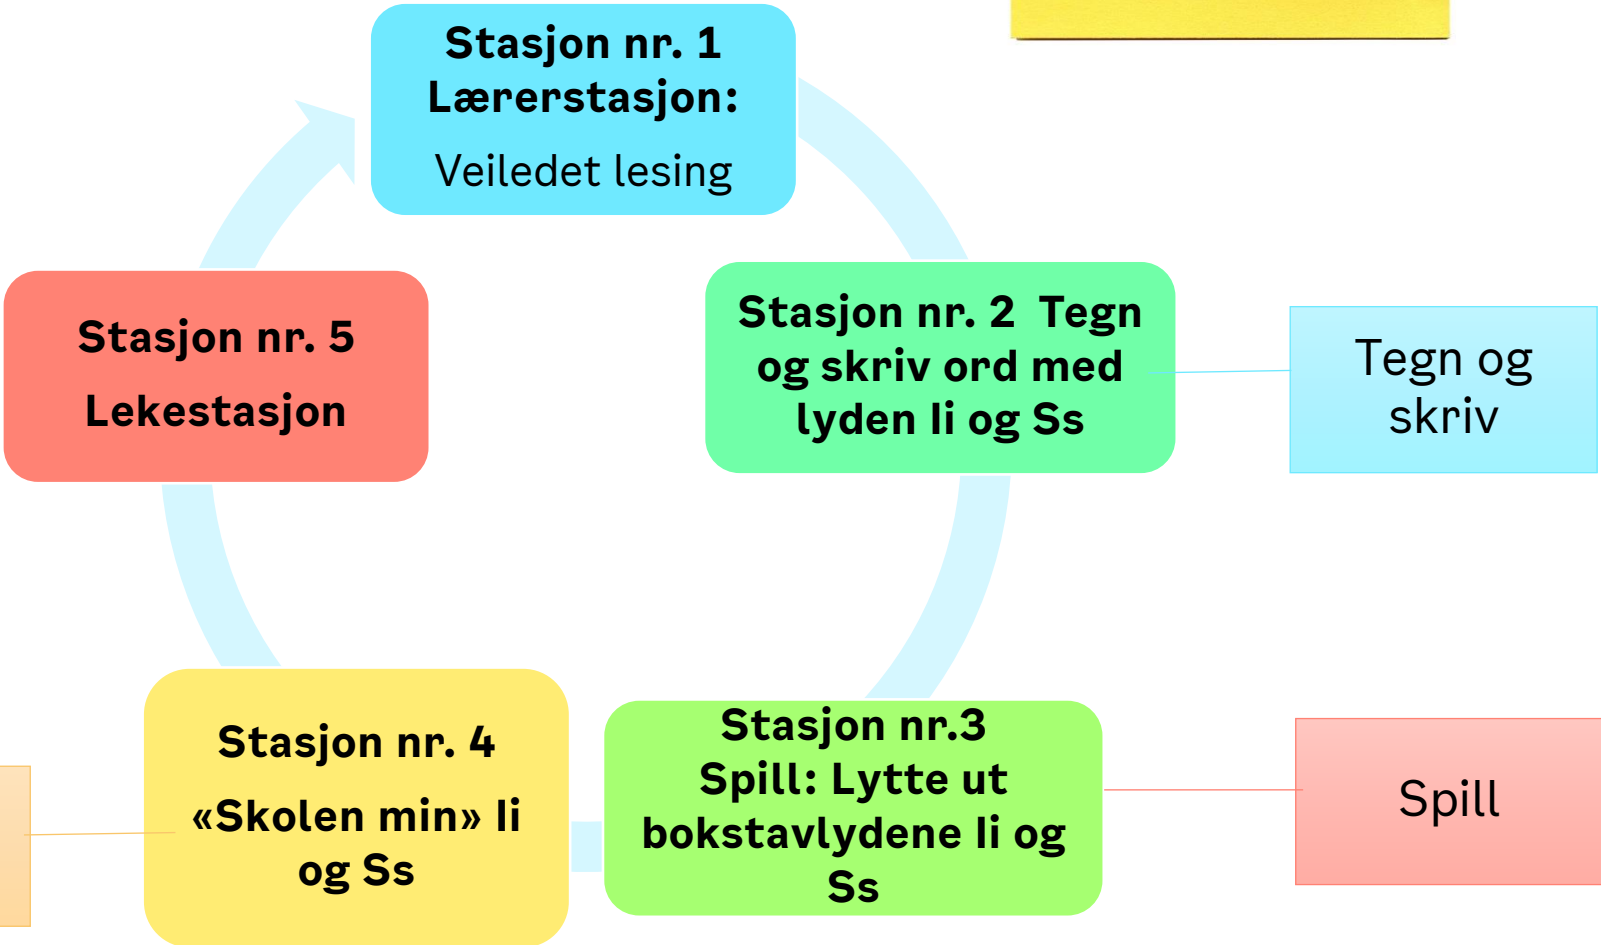 Stasjon nr. 1
Lærerstasjon:
Veiledet lesing
Stasjon nr. 2  Tegn
og skriv ord med
lyden Ii og Ss
Tegn og
skriv
Stasjon nr.3
Spill: Lytte ut
bokstavlydene Ii og
Ss
Spill
Stasjon nr. 4
«Skolen min» Ii
og Ss
Stasjon nr. 5
Lekestasjon